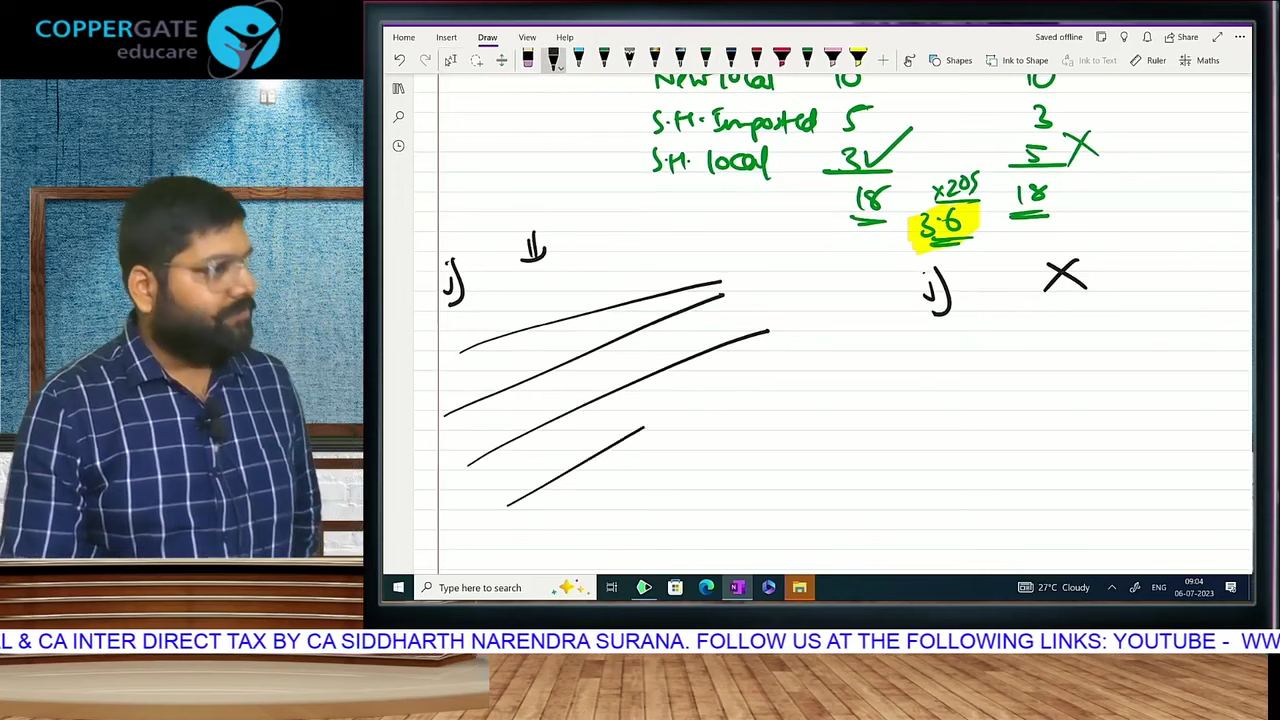 COPPERGATE
educare
Home Insert Draw View Help
Saved offline
Share
Shapes
Ink to Shape
Ink to Text
Ruler
Maths
New local 10 10
S.H. Imported 5 3
S.H. local 3 5
18 ×20% 18
3.6
i)
i)
Type here to search
27°C Cloudy
ENG
09:04
06-07-2023
L & CA INTER DIRECT TAX BY CA SIDDHARTH NARENDRA SURANA. FOLLOW US AT THE FOLLOWING LINKS: YOUTUBE - WW